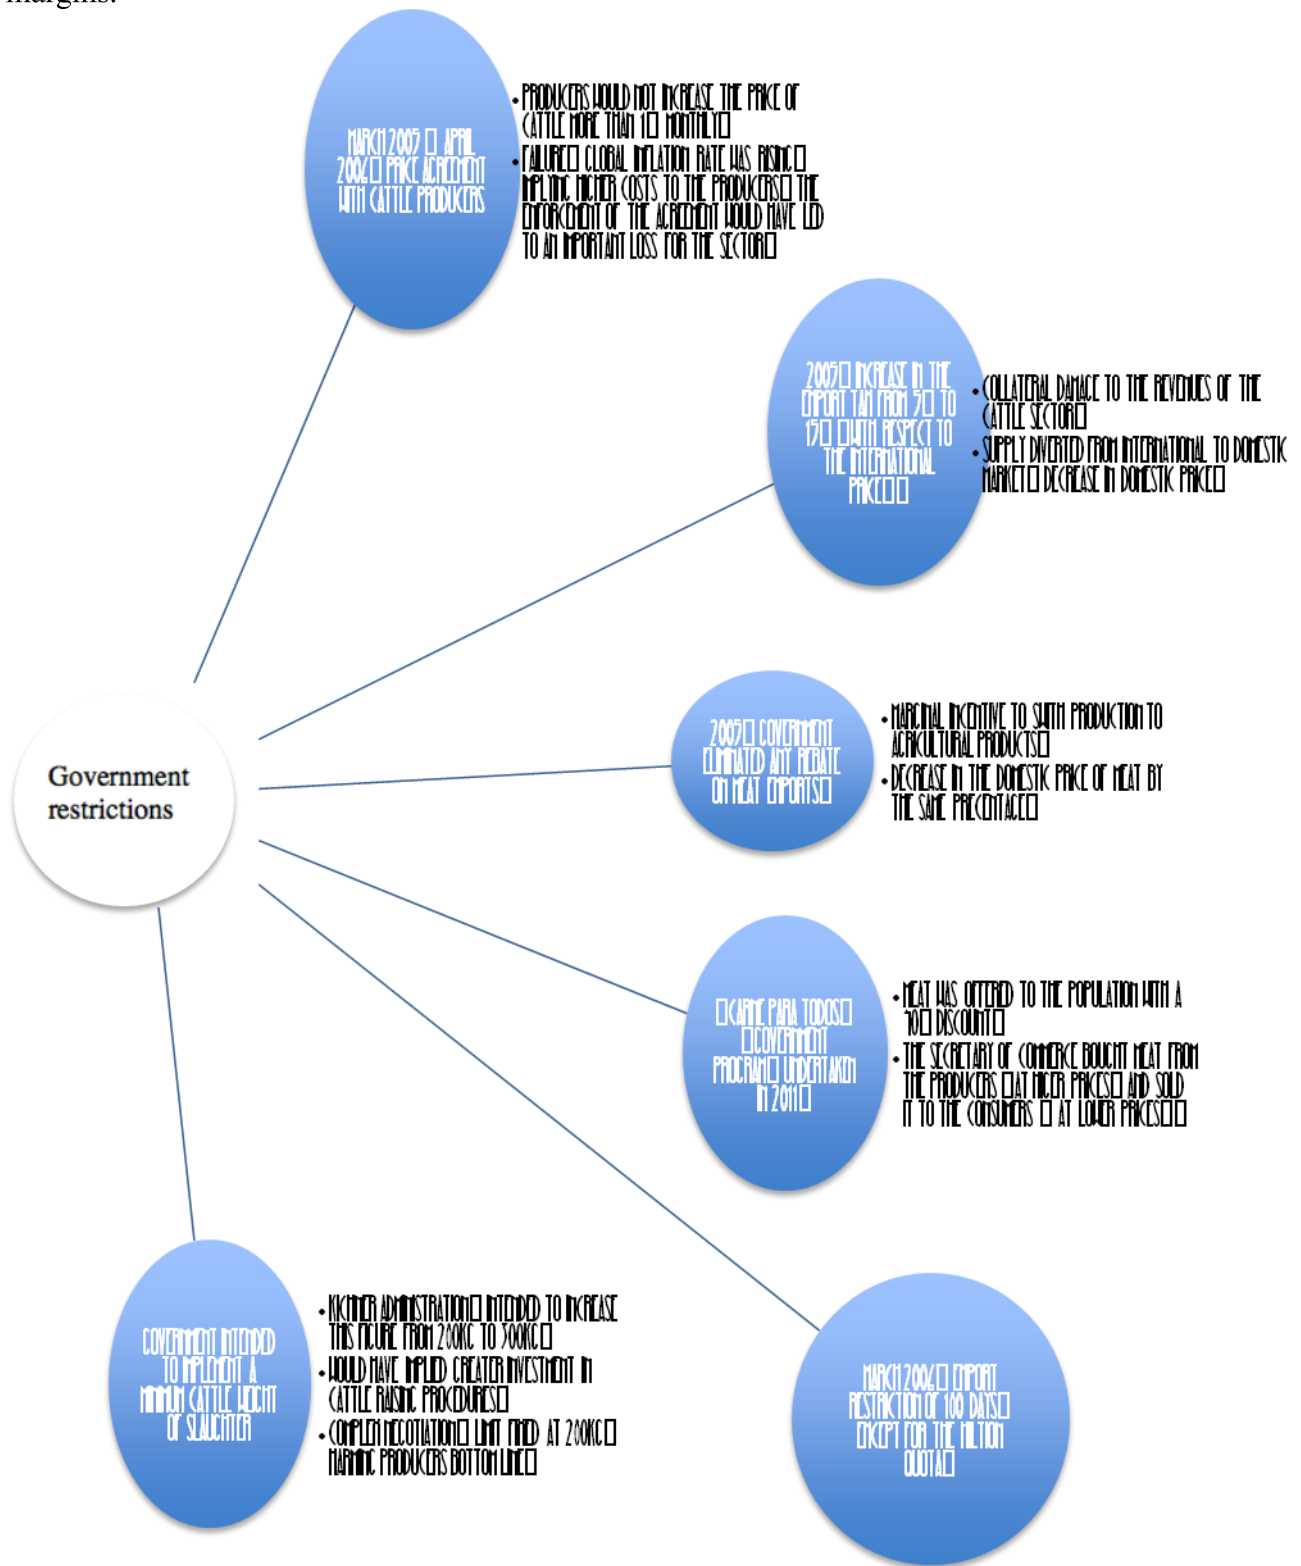 margins.
PRODUCERS WOULD NOT INCREASE THE PRICE OF
CATTLE MORE THAN 1 MONTHLY
MARCH 2005 APRIL
2006 PRICE AGREEMENT
WITH CATTLE PRODUCERS
FAILURE GLOBAL INFLATION RATE WAS RISING
IMPLYING HIGHER COSTS TO THE PRODUCERS THE
ENFORCEMENT OF THE AGREEMENT WOULD HAVE LED
TO AN IMPORTANT LOSS FOR THE SECTOR
2005 INCREASE IN THE
EXPORT TAX FROM 5 TO
15 WITH RESPECT TO
THE INTERNATIONAL
PRICE
COLLATERAL DAMAGE TO THE REVENUES OF THE
CATTLE SECTOR
SUPPLY DIVERTED FROM INTERNATIONAL TO DOMESTIC
MARKET DECREASE IN DOMESTIC PRICE
2005 GOVERNMENT
ELIMINATED ANY REBATE
ON MEAT EXPORTS
MARGINAL INCENTIVE TO SWITH PRODUCTION TO
AGRICULTURAL PRODUCTS
DECREASE IN THE DOMESTIC PRICE OF MEAT BY
THE SAME PRECENTAGE
Government
restrictions
CARNE PARA TODOS
GOVERNMENT
PROGRAM UNDERTAKEN
IN 2011
MEAT WAS OFFERED TO THE POPULATION WITH A
DISCOUNT
THE SECRETARY OF COMMERCE BOUGHT MEAT FROM
THE PRODUCERS AT HIGER PRICES AND SOLD
IT TO THE CONSUMERS AT LOWER PRICES
GOVERNMENT INTENDED
TO IMPLEMENT A
MINIMUM CATTLE WEIGHT
OF SLAUGHTER
KICHNER ADMINISTRATION INTENDED TO INCREASE
THIS FIGURE FROM 200KG TO
WOULD HAVE IMPLIED GREATER INVESTMENT IN
CATTLE RAISING PROCEDURES
COMPLEX NEGOTIATION LIMIT FIXED AT 200KG
HARMING PRODUCERS BOTTOM LINE
MARCH 2006 EXPORT
RESTRICTION OF 180 DAYS
EXCEPT FOR THE HILTON
QUOTA